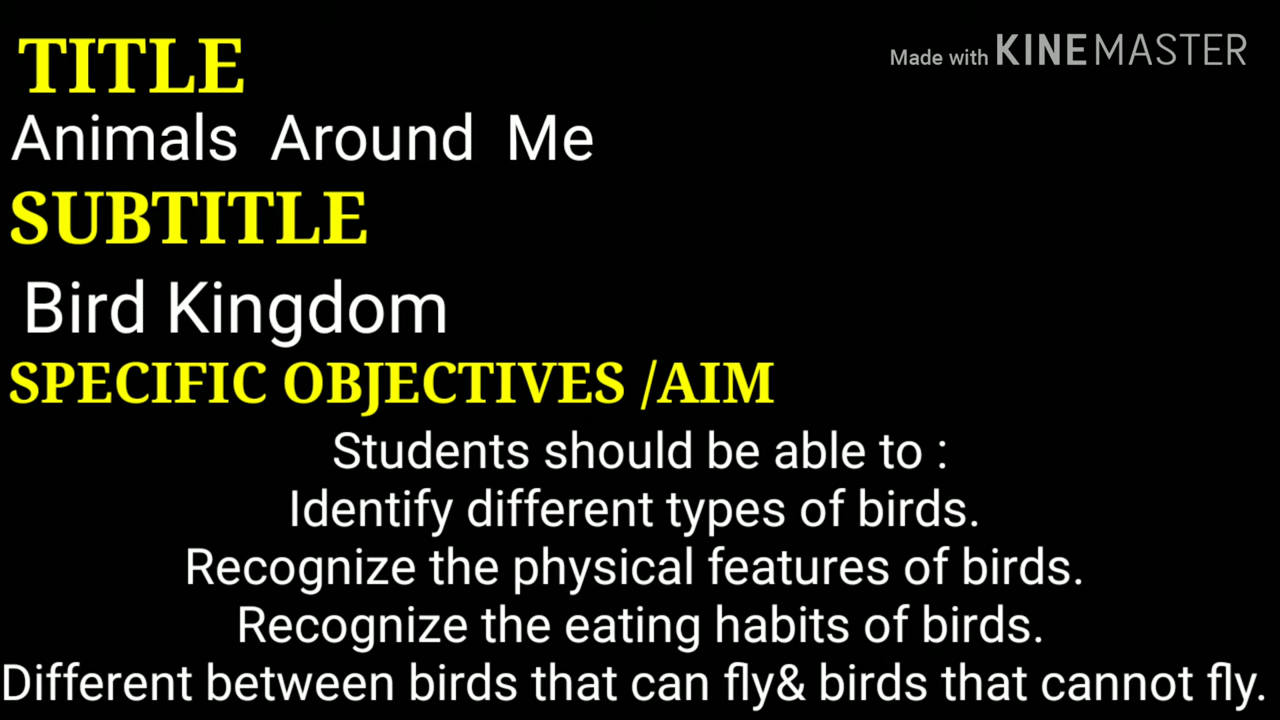 TITLE
Made with KINEMASTER
Animals Around Me
SUBTITLE
Bird Kingdom
SPECIFIC OBJECTIVES /AIM
Students should be able to :
Identify different types of birds.
Recognize the physical features of birds.
Recognize the eating habits of birds.
Different between birds that can fly& birds that cannot fly.